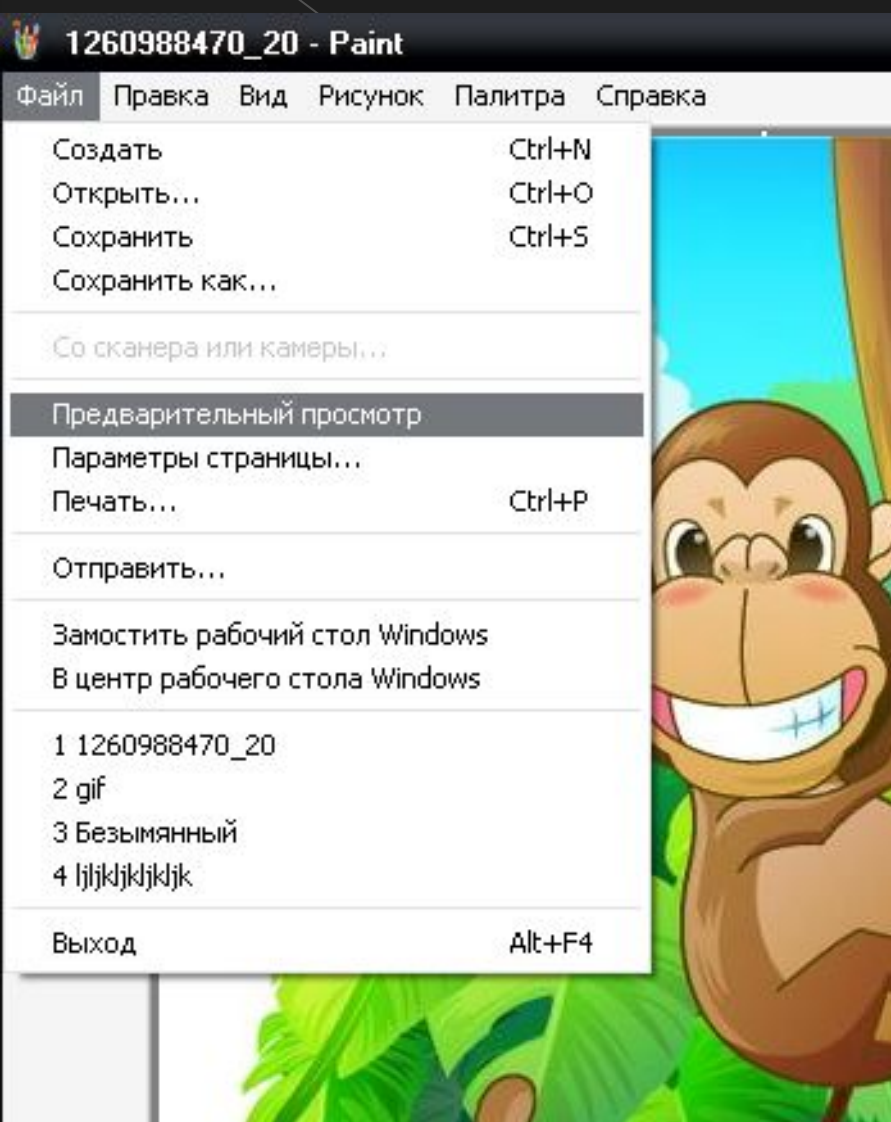 1260988470_20 - Paint
Файл Правка Вид Рисунок Палитра Справка
Создать Ctrl+N
Открыть... Ctrl+O
Сохранить Ctrl+S
Сохранить как...
Со сканера или камеры...
Предварительный просмотр
Параметры страницы...
Печать... Ctrl+P
Отправить...
Замостить рабочий стол Windows
В центр рабочего стола Windows
1 1260988470_20
2 gif
3 Безымянный
4 ljljkljkljkljk
Выход Alt+F4